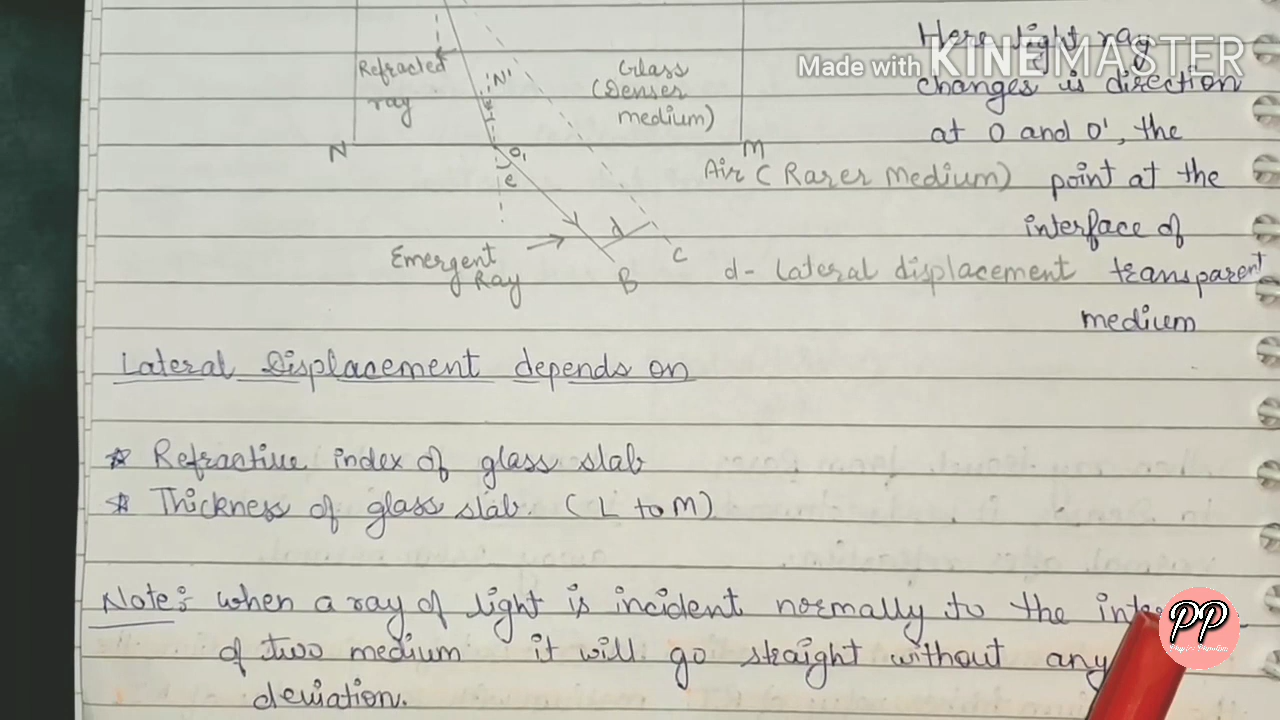 Here light ray
Made with KINEMASTER
Refracted
ray
N'
Glass
(Denser
medium)
changes is direction
at O and O', the
N
O,
M
e
Air (Rarer medium)
point at the
d
interface of
Emergent
Ray
C
B
d- Lateral displacement
transparent
medium
Lateral Displacement depends on
* Refractive index of glass slab
* Thickness of glass slab. (L to M)
Note: when a ray of light is incident normally to the
of two medium it will go straight without any
deviation.
PP